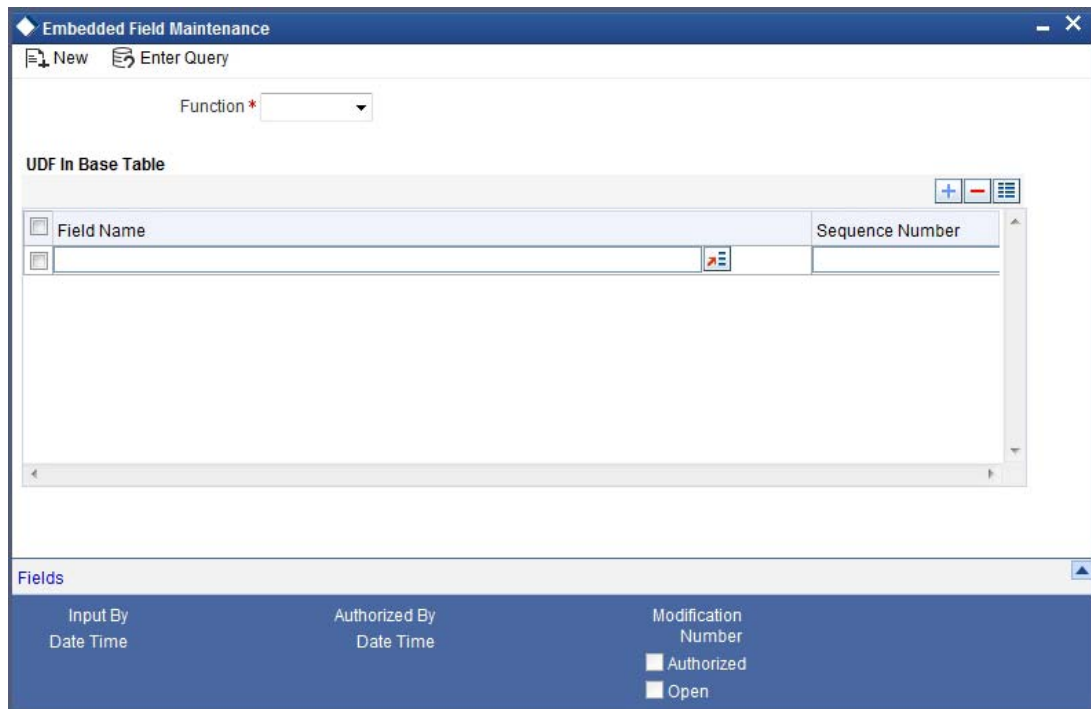 Embedded Field Maintenance
New Enter Query
Function *
UDF In Base Table
Field Name Sequence Number
Fields
Input By Authorized By Modification
Number
Date Time Date Time
Authorized
Open